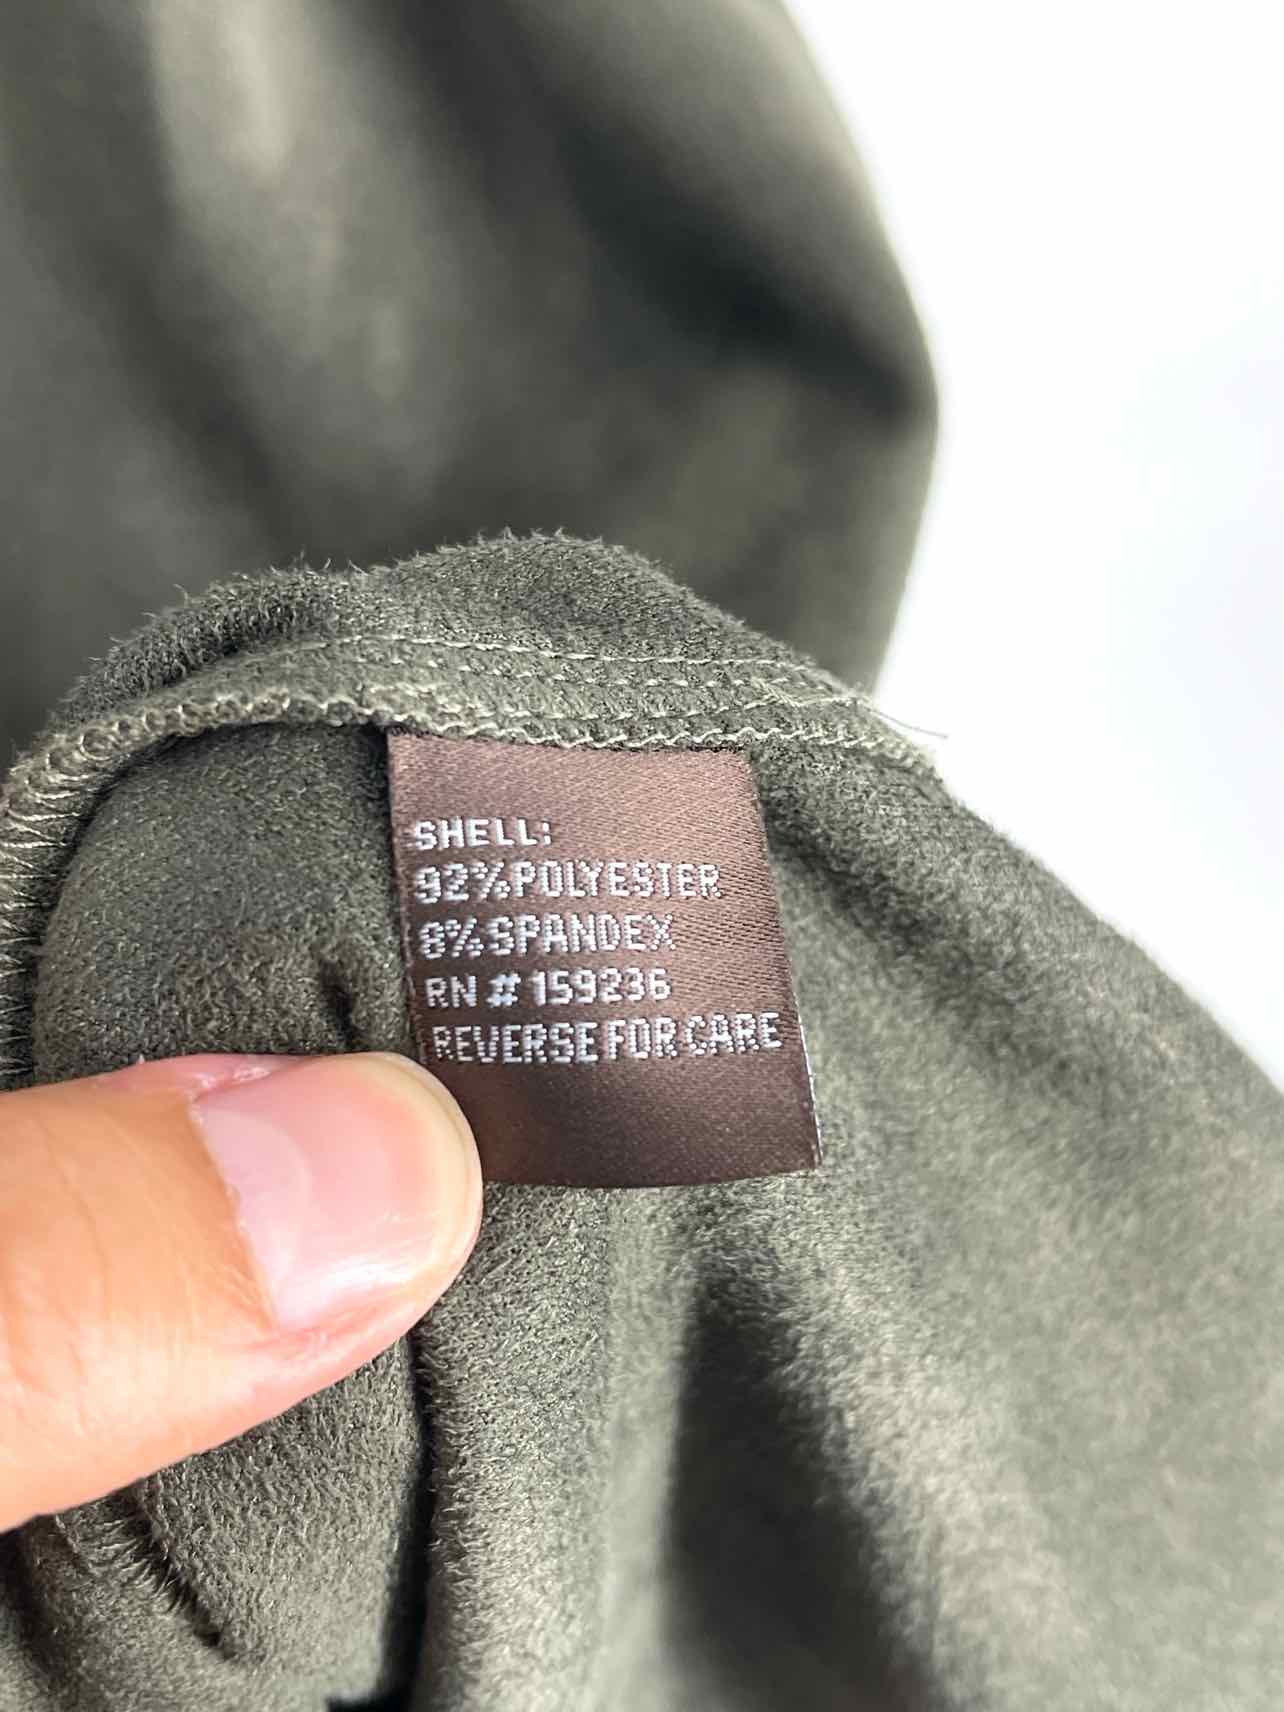 SHELL:
92% POLYESTER
8% SPANDEX
RN # 159236
REVERSE FOR CARE